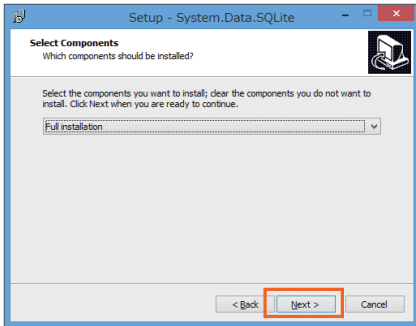 Setup - System.Data.SQLite
Select Components
Which components should be installed?
Select the components you want to install; clear the components you do not want to
install. Click Next when you are ready to continue.
Full installation
< Back
Next >
Cancel